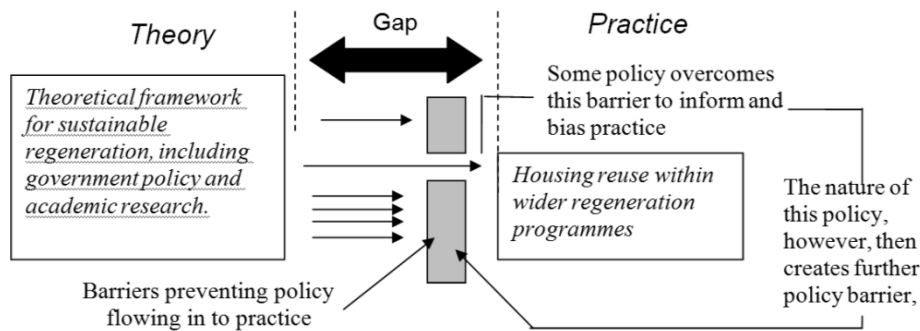 Theory
Gap
Practice
Theoretical framework
for sustainable
regeneration, including
government policy and
academic research.
Some policy overcomes
this barrier to inform and
bias practice
Housing reuse within
wider regeneration
programmes
The nature of
this policy,
however, then
creates further
policy barrier,
Barriers preventing policy
flowing in to practice